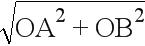 √(OA² + OB²)